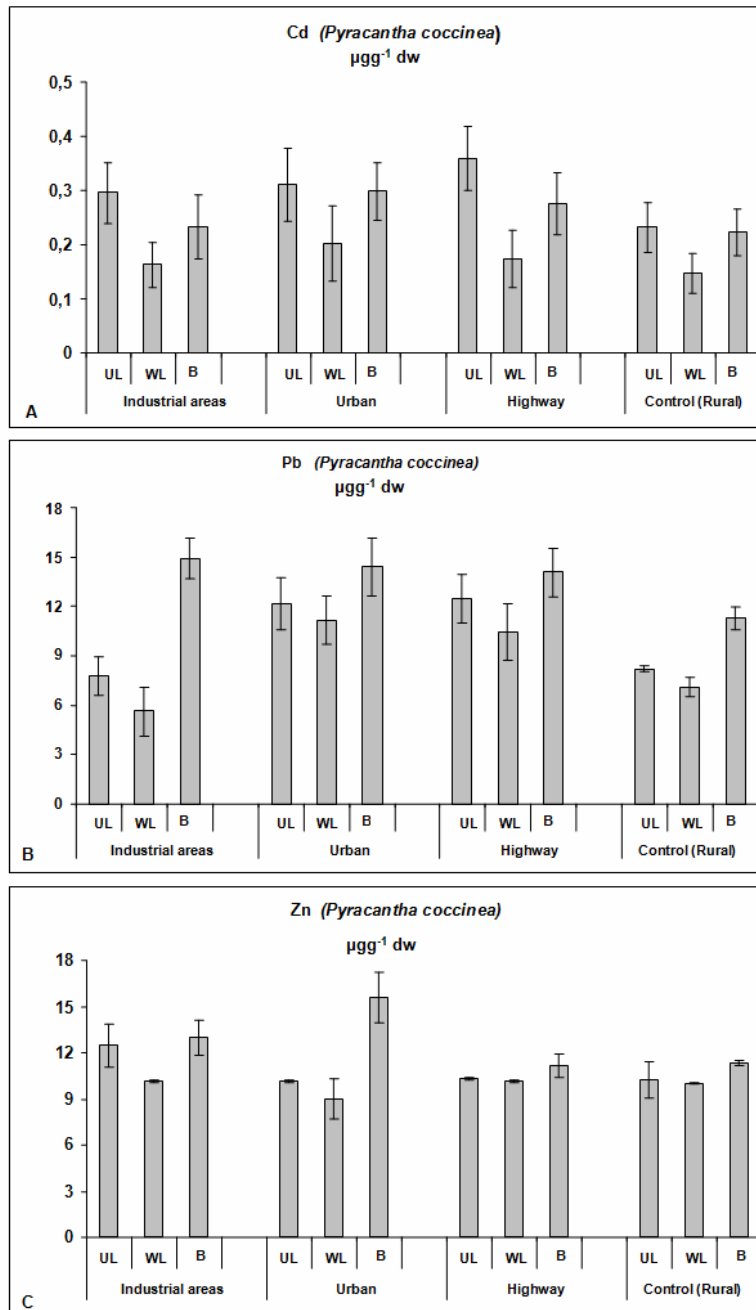 Cd (Pyracantha coccinea)
µgg⁻¹ dw
0,5
0,4
0,3
0,2
0,1
0
UL WL B UL WL B UL WL B UL WL B
Industrial areas Urban Highway Control (Rural)
A
Pb (Pyracantha coccinea)
µgg⁻¹ dw
18
15
12
9
6
3
0
UL WL B UL WL B UL WL B UL WL B
Industrial areas Urban Highway Control (Rural)
B
Zn (Pyracantha coccinea)
µgg⁻¹ dw
18
15
12
9
6
3
0
UL WL B UL WL B UL WL B UL WL B
Industrial areas Urban Highway Control (Rural)
C